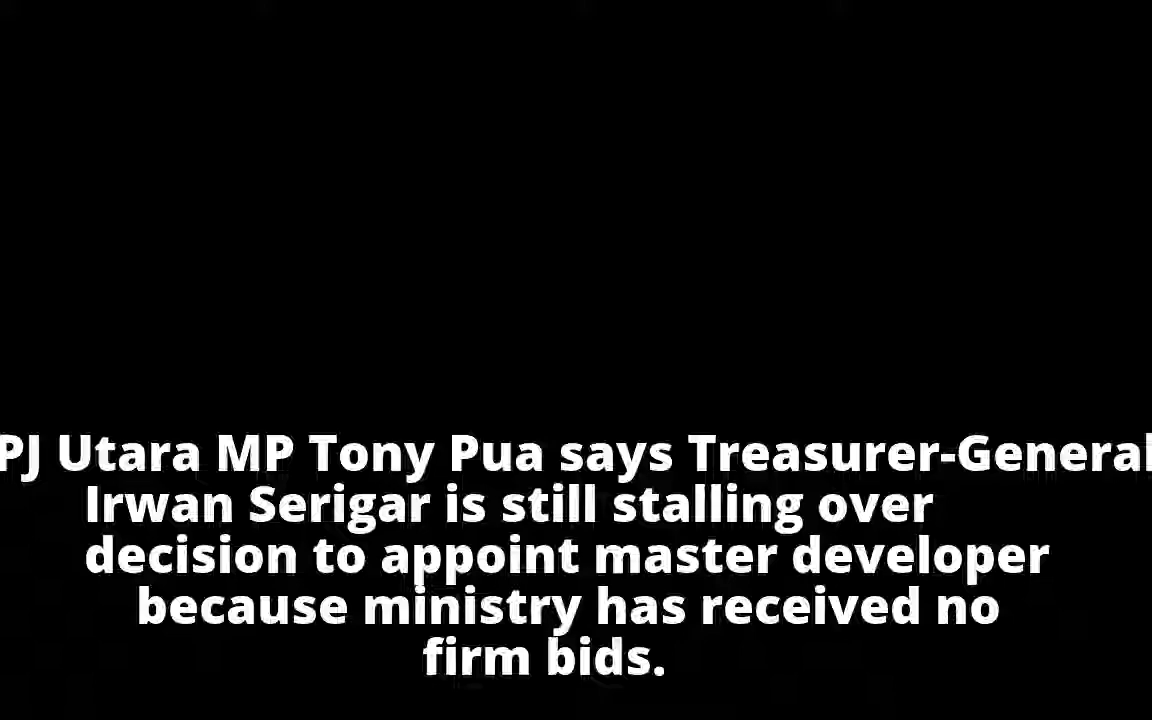 PJ Utara MP Tony Pua says Treasurer-General
Irwan Serigar is still stalling over
decision to appoint master developer
because ministry has received no
firm bids.